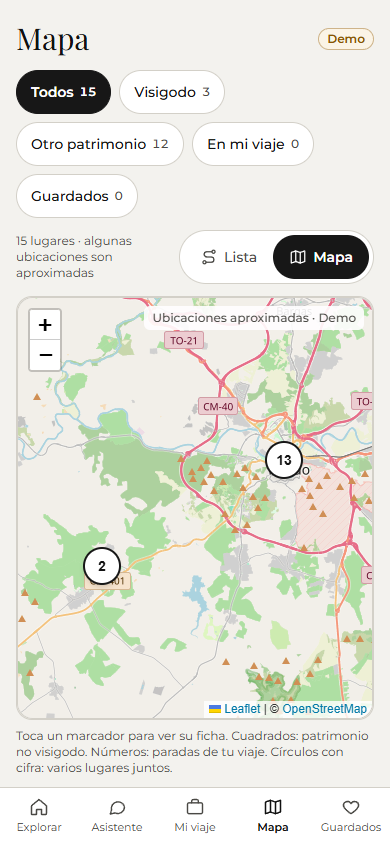 Mapa
Demo
Todos 15
Visigodo 3
Otro patrimonio 12
En mi viaje 0
Guardados 0
15 lugares · algunas
ubicaciones son
aproximadas
Lista
Mapa
+
−
Ubicaciones aproximadas · Demo
TO-21
CM-40
TO-
13
2
Leaflet | © OpenStreetMap
Toca un marcador para ver su ficha. Cuadrados: patrimonio
no visigodo. Números: paradas de tu viaje. Círculos con
cifra: varios lugares juntos.
Explorar
Asistente
Mi viaje
Mapa
Guardados